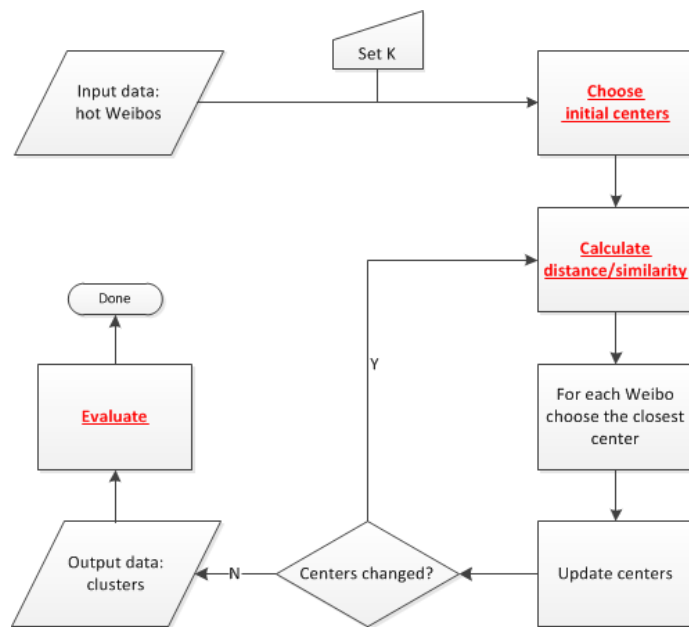 Set K
Input data:
hot Weibos
Choose
initial centers
Calculate
distance/similarity
Done
Y
Evaluate
For each Weibo
choose the closest
center
Output data:
clusters
N
Centers changed?
Update centers